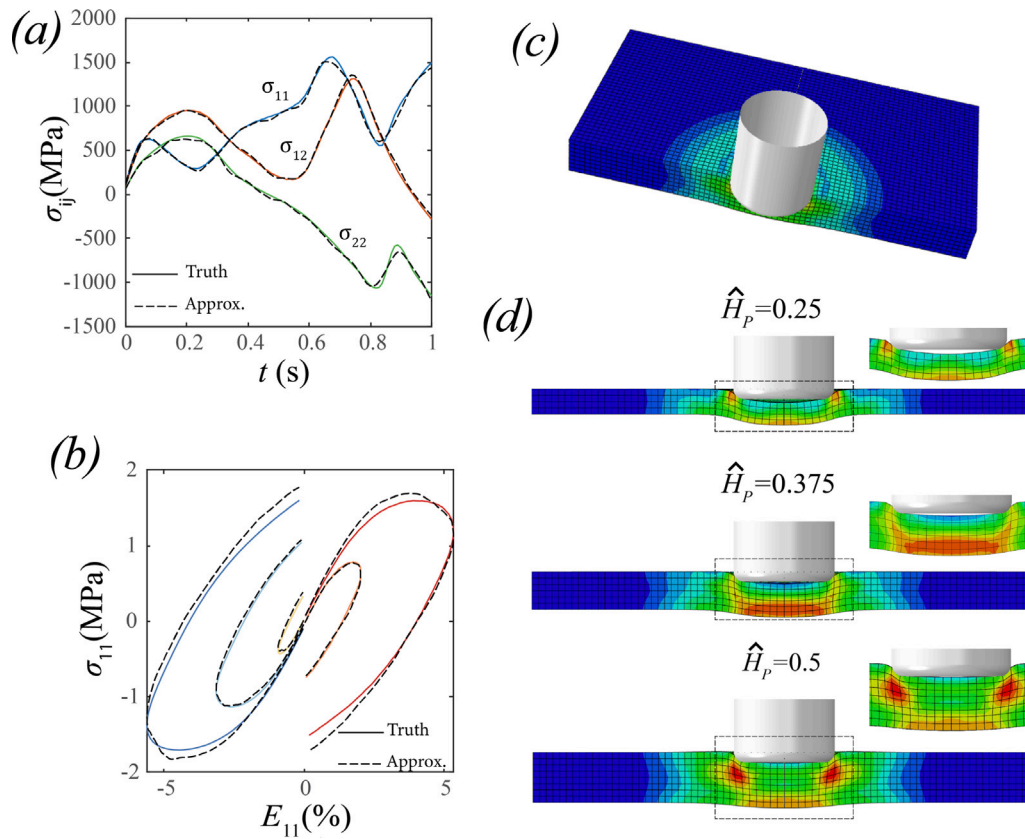 (a)
2000
1500
1000
500
0
-500
-1000
-1500
σij(MPa)
σ11
σ12
σ22
Truth
Approx.
0 0.2 0.4 0.6 0.8 1
t (s)
(b)
2
1
0
-1
-2
σ11(MPa)
Truth
Approx.
-5 0 5
E11(%)
(c)
(d)
ĤP=0.25
ĤP=0.375
ĤP=0.5